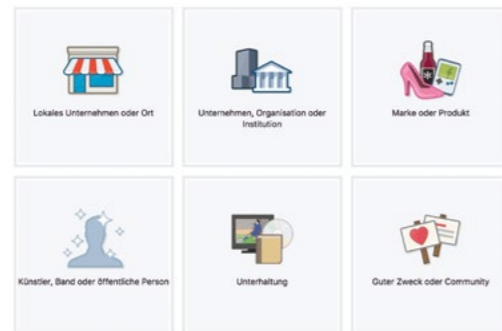 Lokales Unternehmen oder Ort
Unternehmen, Organisation oder
Institution
Marke oder Produkt
Künstler, Band oder öffentliche Person
Unterhaltung
Guter Zweck oder Community